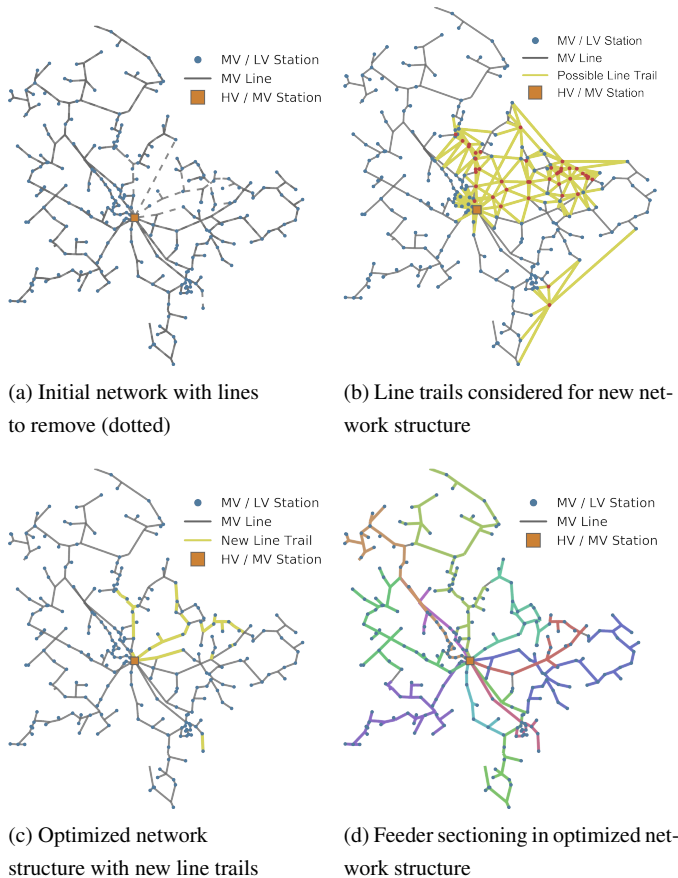 MV / LV Station
MV Line
HV / MV Station
MV / LV Station
MV Line
Possible Line Trail
HV / MV Station
(a) Initial network with lines
to remove (dotted)
(b) Line trails considered for new net-
work structure
MV / LV Station
MV Line
New Line Trail
HV / MV Station
MV / LV Station
MV Line
HV / MV Station
(c) Optimized network
structure with new line trails
(d) Feeder sectioning in optimized net-
work structure